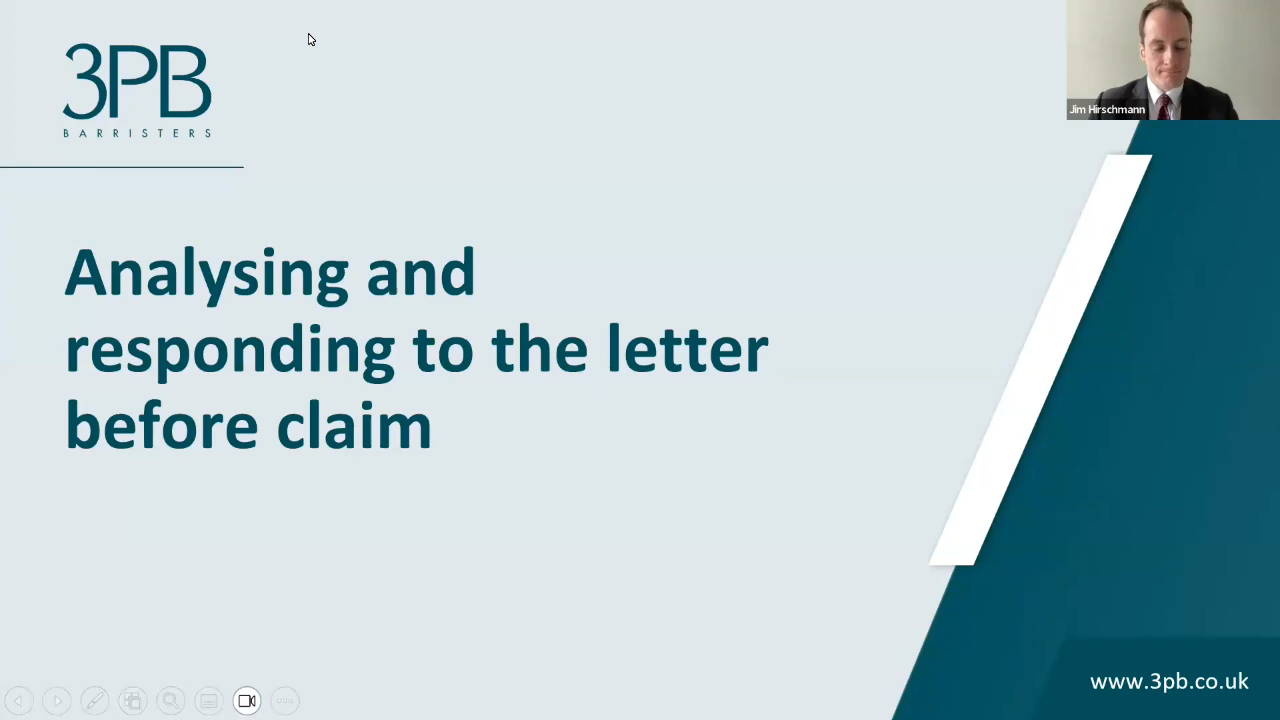 3PB
BARRISTERS
Jim Hirschmann
Analysing and
responding to the letter
before claim
www.3pb.co.uk